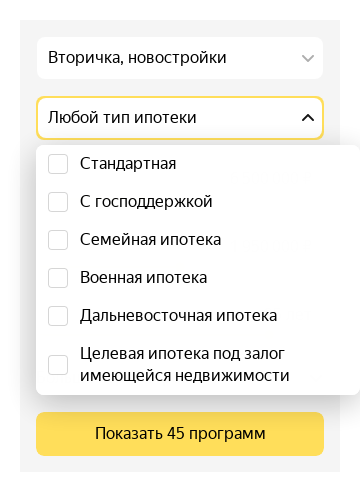 Вторичка, новостройки
Любой тип ипотеки
Стандартная
С господдержкой
Семейная ипотека
Военная ипотека
Дальневосточная ипотека
Целевая ипотека под залог
имеющейся недвижимости
Показать 45 программ